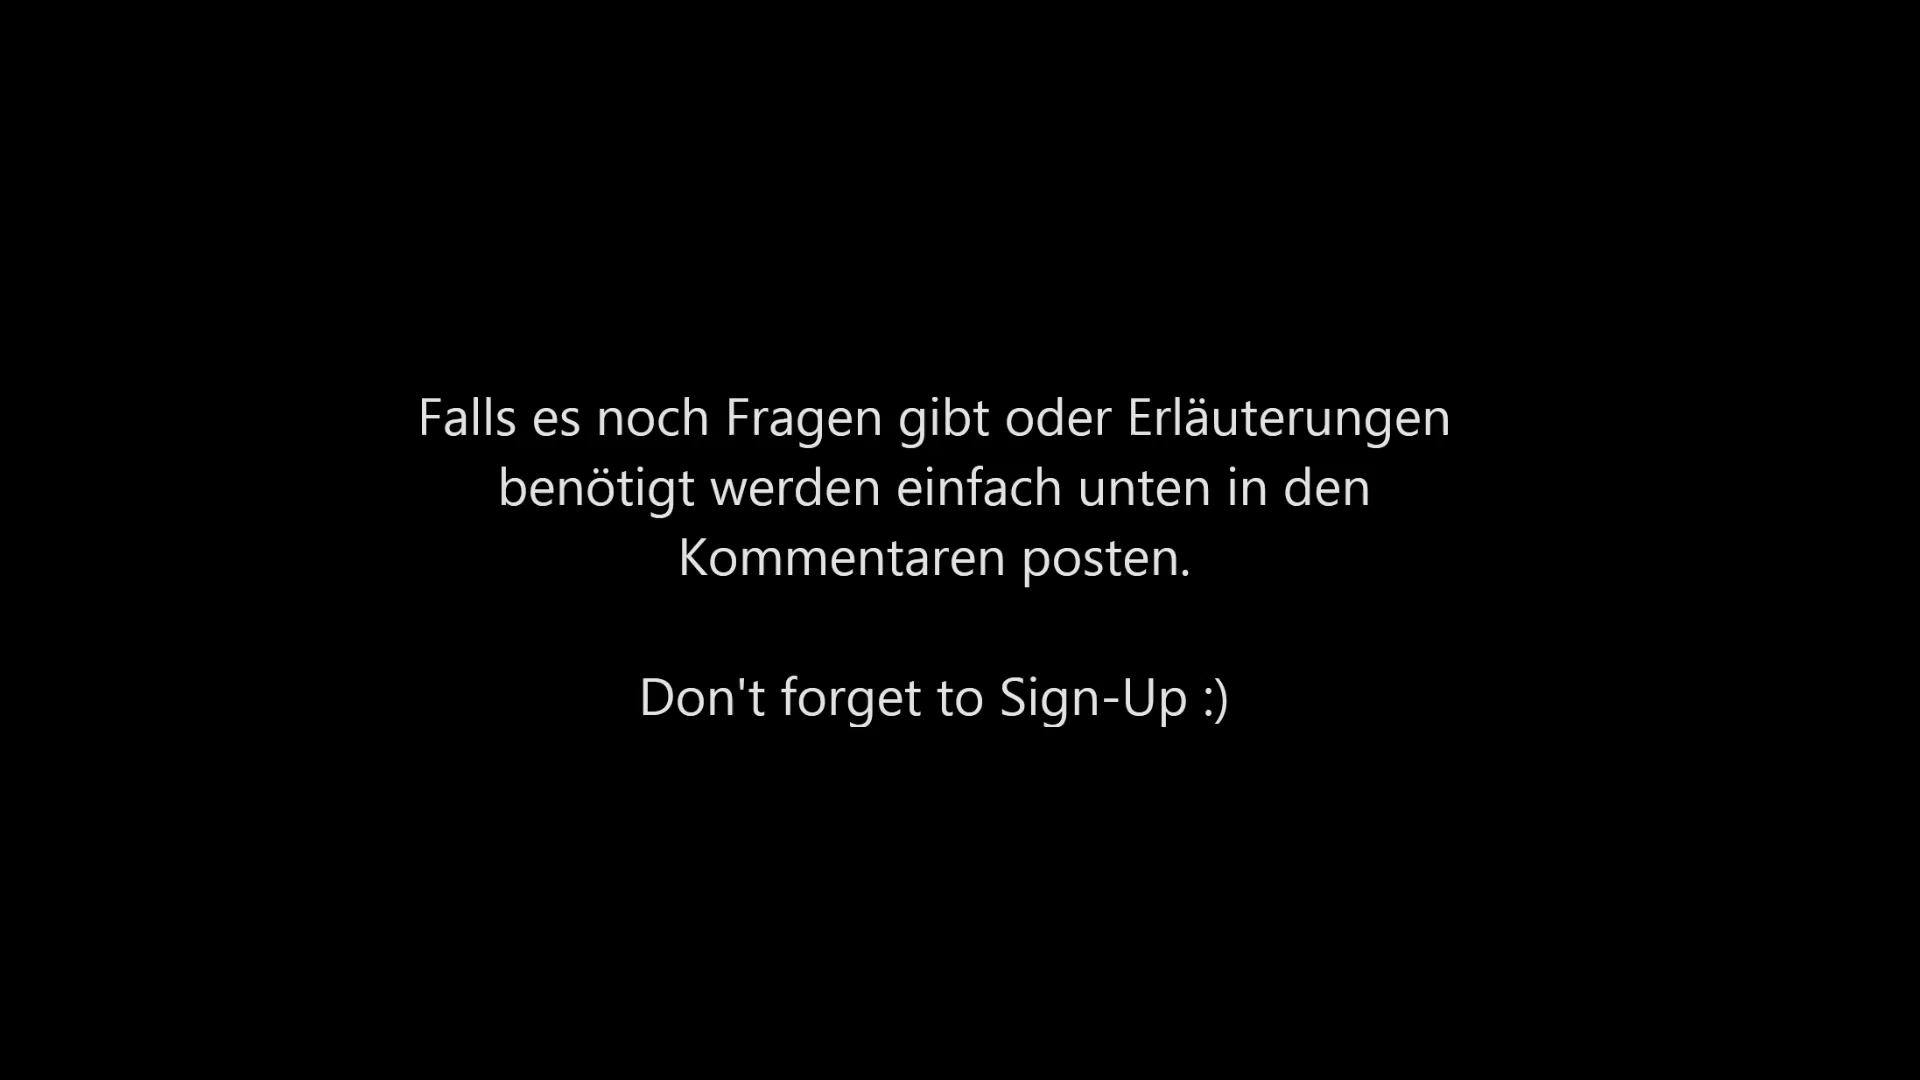 Falls es noch Fragen gibt oder Erläuterungen
benötigt werden einfach unten in den
Kommentaren posten.
Don't forget to Sign-Up :)